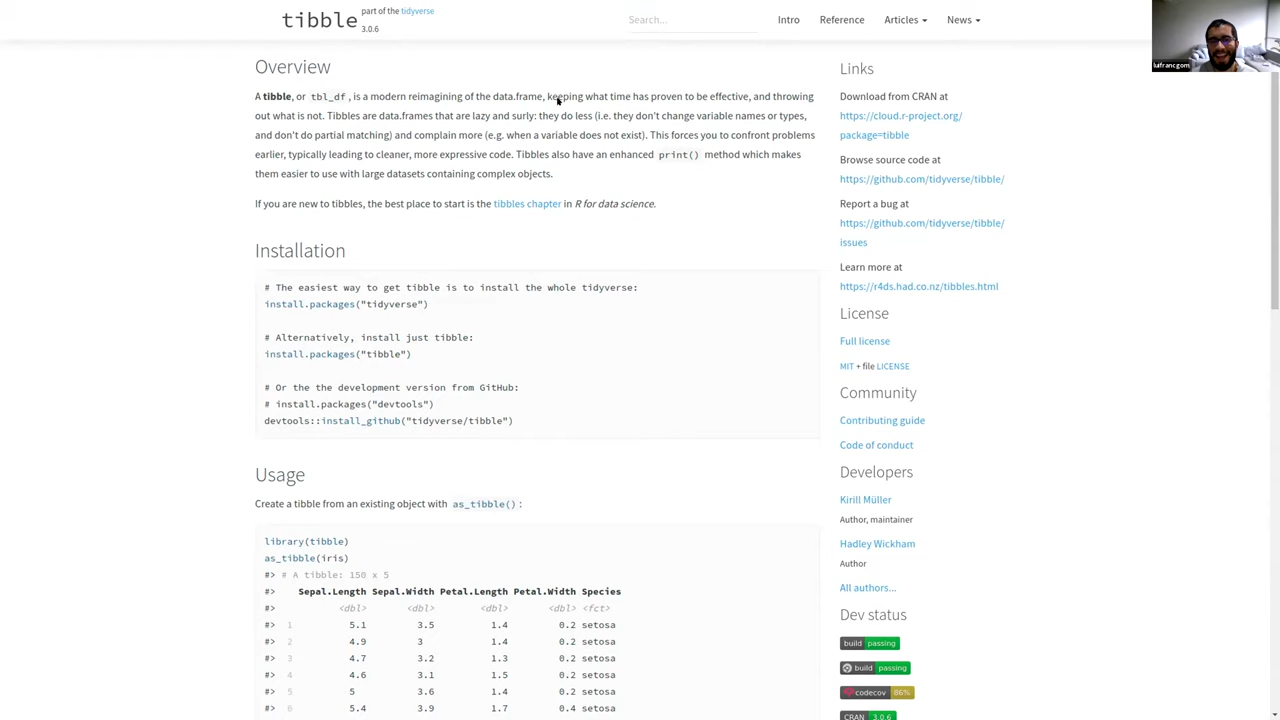 tibble part of the tidyverse
3.0.6
Search...
Intro Reference Articles News
Overview
A tibble, or tbl_df, is a modern reimagining of the data.frame, keeping what time has proven to be effective, and throwing
out what is not. Tibbles are data.frames that are lazy and surly: they do less (i.e. they don't change variable names or types,
and don't do partial matching) and complain more (e.g. when a variable does not exist). This forces you to confront problems
earlier, typically leading to cleaner, more expressive code. Tibbles also have an enhanced print() method which makes
them easier to use with large datasets containing complex objects.
If you are new to tibbles, the best place to start is the tibbles chapter in R for data science.
Installation
# The easiest way to get tibble is to install the whole tidyverse:
install.packages("tidyverse")
# Alternatively, install just tibble:
install.packages("tibble")
# Or the the development version from GitHub:
# install.packages("devtools")
devtools::install_github("tidyverse/tibble")
Usage
Create a tibble from an existing object with as_tibble() :
library(tibble)
as_tibble(iris)
#> # A tibble: 150 x 5
#> Sepal.Length Sepal.Width Petal.Length Petal.Width Species
#> <dbl> <dbl> <dbl> <dbl> <fct>
#> 1 5.1 3.5 1.4 0.2 setosa
#> 2 4.9 3 1.4 0.2 setosa
#> 3 4.7 3.2 1.3 0.2 setosa
#> 4 4.6 3.1 1.5 0.2 setosa
#> 5 5 3.6 1.4 0.2 setosa
#> 6 5.4 3.9 1.7 0.4 setosa
Links
Download from CRAN at
https://cloud.r-project.org/
package=tibble
Browse source code at
https://github.com/tidyverse/tibble/
Report a bug at
https://github.com/tidyverse/tibble/
issues
Learn more at
https://r4ds.had.co.nz/tibbles.html
License
Full license
MIT + file LICENSE
Community
Contributing guide
Code of conduct
Developers
Kirill Müller
Author, maintainer
Hadley Wickham
Author
All authors...
Dev status
build passing
build passing
codecov 86%
CRAN 3.0.6
luifrancgom